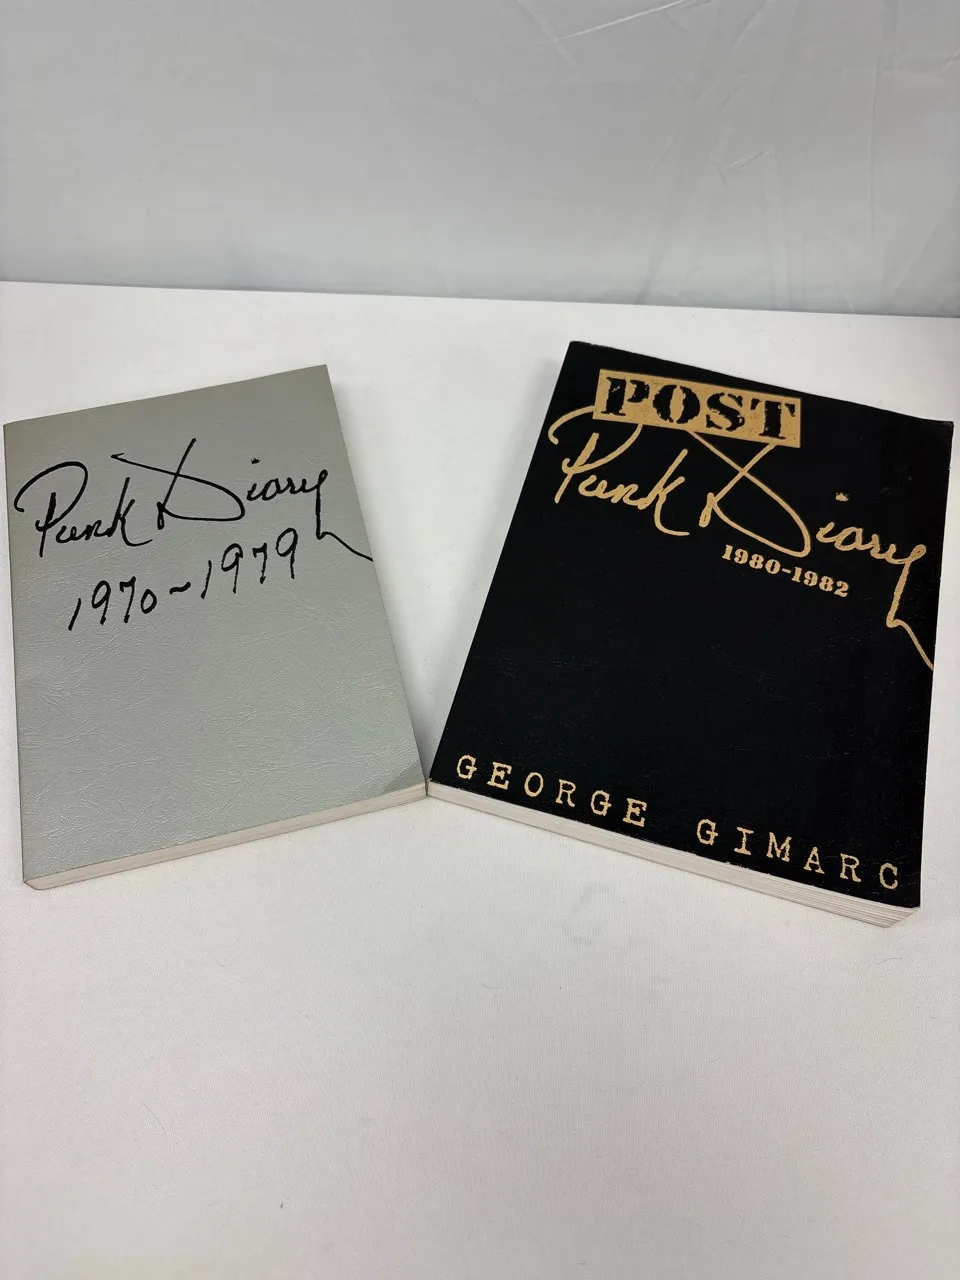 Punk Diary
1970~1979
POST
Punk Diary
1980-1982
GEORGE GIMARC